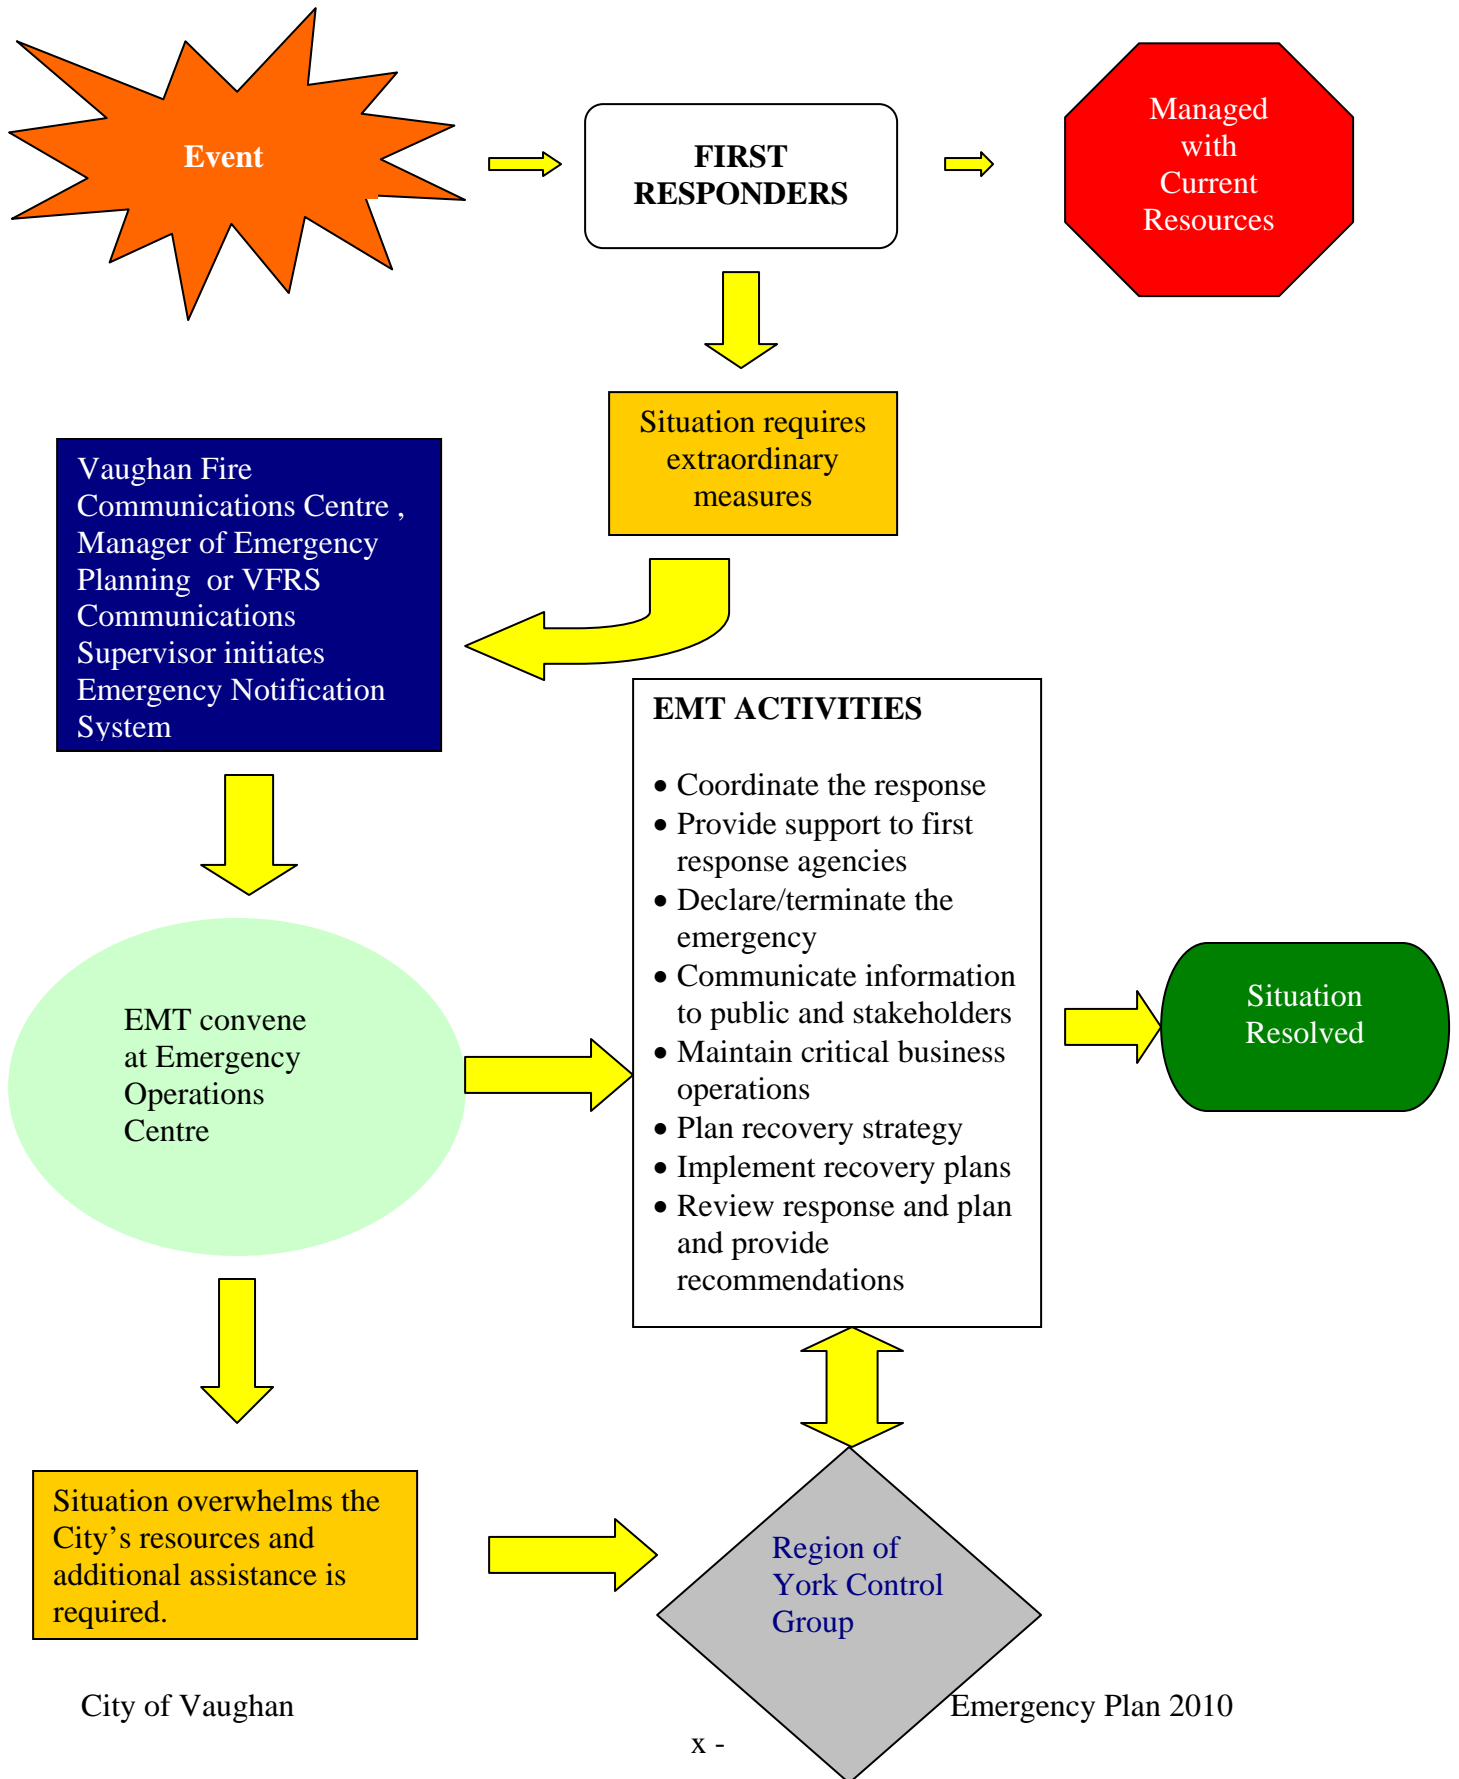 Event
FIRST
RESPONDERS
Managed
with
Current
Resources
Situation requires
extraordinary
measures
Vaughan Fire
Communications Centre ,
Manager of Emergency
Planning  or VFRS
Communications
Supervisor initiates
Emergency Notification
System
EMT ACTIVITIES
• Coordinate the response
• Provide support to first
response agencies
• Declare/terminate the
emergency
• Communicate information
to public and stakeholders
• Maintain critical business
operations
• Plan recovery strategy
• Implement recovery plans
• Review response and plan
and provide
recommendations
EMT convene
at Emergency
Operations
Centre
Situation
Resolved
Situation overwhelms the
City’s resources and
additional assistance is
required.
Region of
York Control
Group
City of Vaughan
Emergency Plan 2010
x -